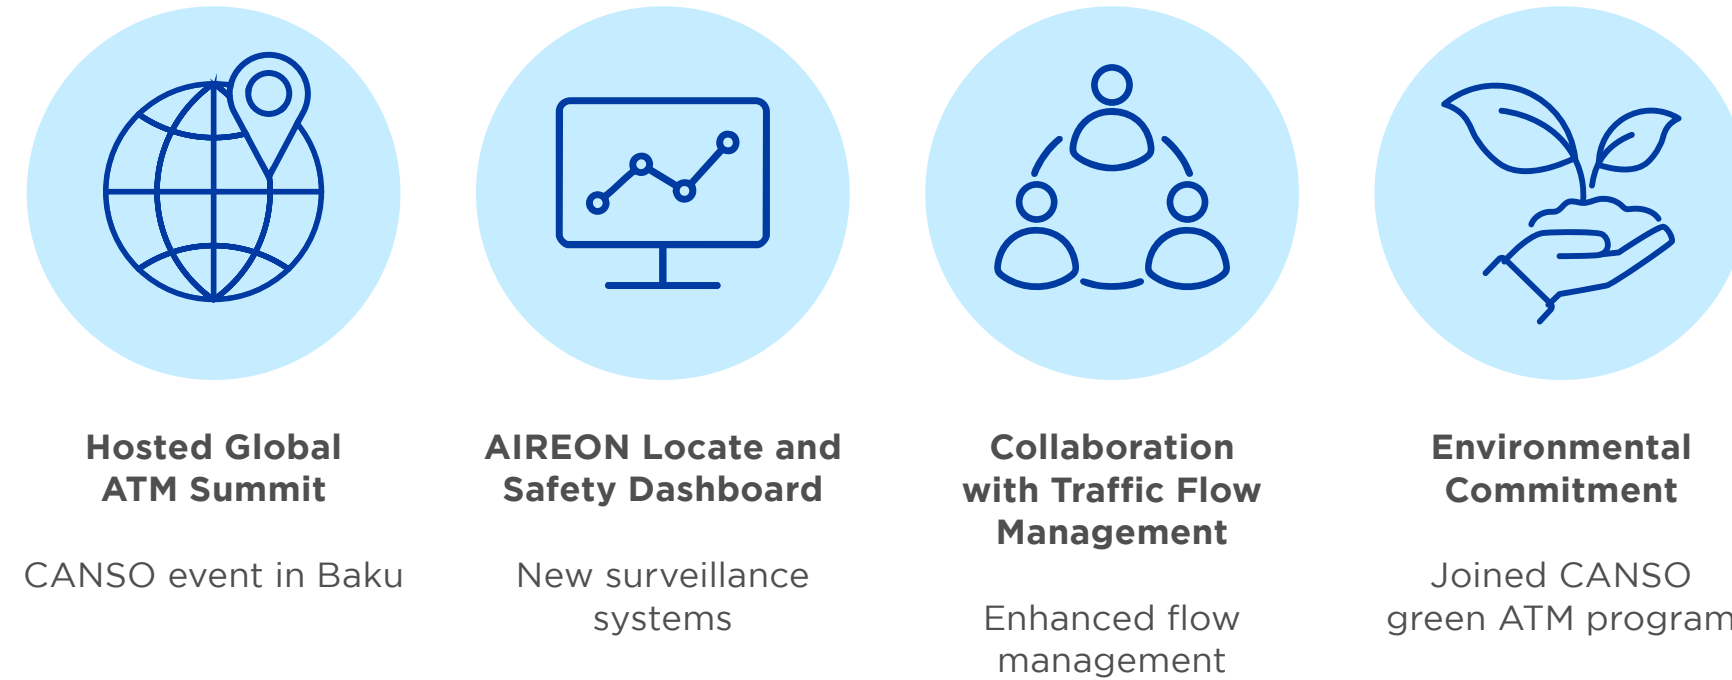 Hosted Global
ATM Summit
CANSO event in Baku
AIREON Locate and
Safety Dashboard
New surveillance
systems
Collaboration
with Traffic Flow
Management
Enhanced flow
management
Environmental
Commitment
Joined CANSO
green ATM program